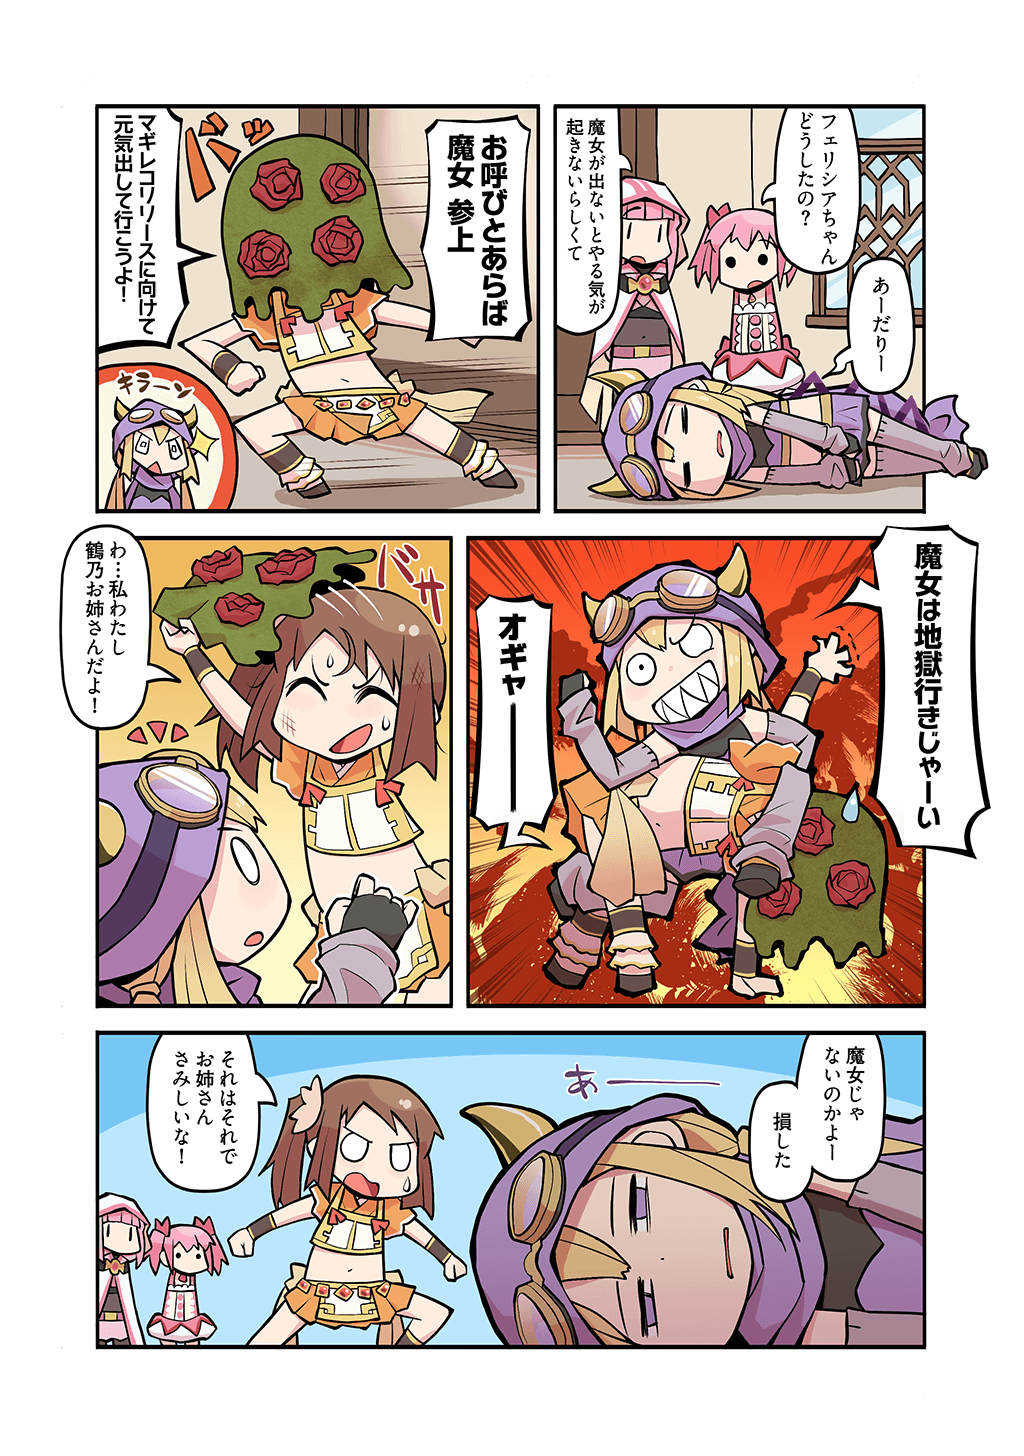 フェリシアちゃん
どうしたの？
あーだりー
魔女が出ないとやる気が
起きないらしくて
お呼びとあらば
魔女 参上
バッ
マギレコリリースに向けて
元気出して行こうよ！
キラーン
魔女は地獄行きじゃーい
オギャーーー
バサ
わ…私わたし
鶴乃お姉さんだよ！
魔女じゃ
ないのかよー
損した
あー
それはそれで
お姉さん
さみしいな！